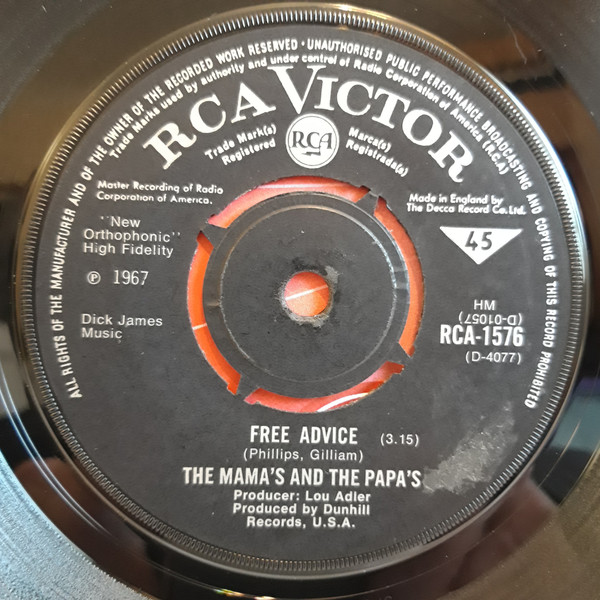 ALL RIGHTS OF THE MANUFACTURER AND OF THE OWNER OF THE RECORDED WORK RESERVED · UNAUTHORISED PUBLIC PERFORMANCE BROADCASTING AND COPYING OF THIS RECORD PROHIBITED
Trade Marks used by authority and under control of Radio Corporation of America (R.C.A)
RCA VICTOR
Trade Mark(s)
Registered
RCA
Marca(s)
Registrada(s)
Master Recording of Radio
Corporation of America.
Made in England by
The Decca Record Co. Ltd.
"New
Orthophonic"
High Fidelity
℗ 1967
Dick James
Music
45
MH
(D-01057)
RCA-1576
(D-4077)
FREE ADVICE (3.15)
(Phillips, Gilliam)
THE MAMA'S AND THE PAPA'S
Producer: Lou Adler
Produced by Dunhill
Records, U.S.A.